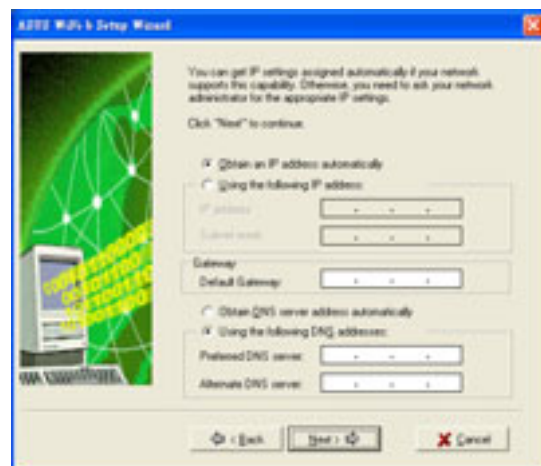 ASUS WiFi-b Setup Wizard
You can get IP settings assigned automatically if your network
supports this capability. Otherwise, you need to ask your network
administrator for the appropriate IP settings.
Click "Next" to continue.
Obtain an IP address automatically
Using the following IP address:
IP address:
Subnet mask:
Gateway
Default Gateway:
Obtain DNS server address automatically
Using the following DNS addresses:
Preferred DNS server:
Alternate DNS server:
< Back
Next >
Cancel